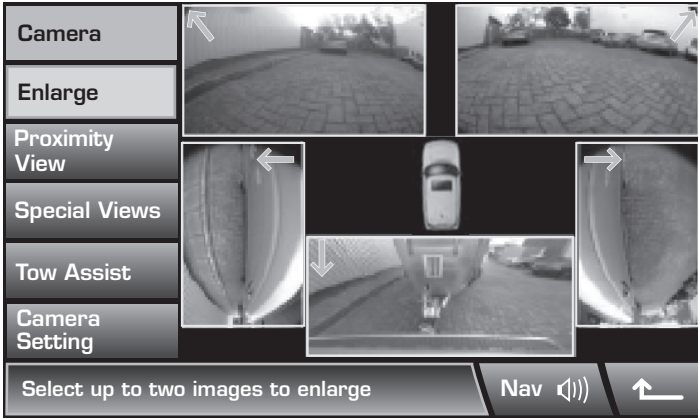 Camera
Enlarge
Proximity
View
Special Views
Tow Assist
Camera
Setting
Select up to two images to enlarge
Nav